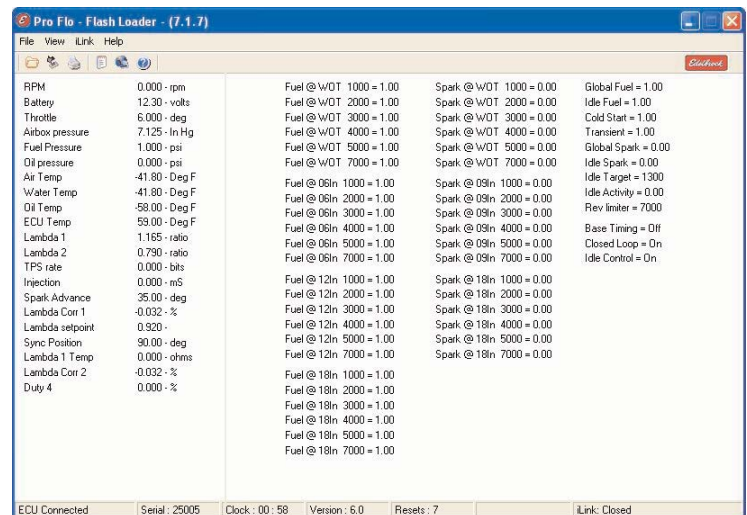 Pro Flo - Flash Loader - (7.1.7)
File View iLink Help
Edelbrock
RPM 0.000 - rpm
Battery 12.30 - volts
Throttle 6.000 - deg
Airbox pressure 7.125 - In Hg
Fuel Pressure 1.000 - psi
Oil pressure 0.000 - psi
Air Temp -41.80 - Deg F
Water Temp -41.80 - Deg F
Oil Temp -58.00 - Deg F
ECU Temp 59.00 - Deg F
Lambda 1 1.165 - ratio
Lambda 2 0.790 - ratio
TPS rate 0.000 - bits
Injection 0.000 - mS
Spark Advance 35.00 - deg
Lambda Corr 1 -0.032 - %
Lambda setpoint 0.920 -
Sync Position 90.00 - deg
Lambda 1 Temp 0.000 - ohms
Lambda Corr 2 -0.032 - %
Duty 4 0.000 - %
Fuel @ WOT 1000 = 1.00
Fuel @ WOT 2000 = 1.00
Fuel @ WOT 3000 = 1.00
Fuel @ WOT 4000 = 1.00
Fuel @ WOT 5000 = 1.00
Fuel @ WOT 7000 = 1.00
Fuel @ 06In 1000 = 1.00
Fuel @ 06In 2000 = 1.00
Fuel @ 06In 3000 = 1.00
Fuel @ 06In 4000 = 1.00
Fuel @ 06In 5000 = 1.00
Fuel @ 06In 7000 = 1.00
Fuel @ 12In 1000 = 1.00
Fuel @ 12In 2000 = 1.00
Fuel @ 12In 3000 = 1.00
Fuel @ 12In 4000 = 1.00
Fuel @ 12In 5000 = 1.00
Fuel @ 12In 7000 = 1.00
Fuel @ 18In 1000 = 1.00
Fuel @ 18In 2000 = 1.00
Fuel @ 18In 3000 = 1.00
Fuel @ 18In 4000 = 1.00
Fuel @ 18In 5000 = 1.00
Fuel @ 18In 7000 = 1.00
Spark @ WOT 1000 = 0.00
Spark @ WOT 2000 = 0.00
Spark @ WOT 3000 = 0.00
Spark @ WOT 4000 = 0.00
Spark @ WOT 5000 = 0.00
Spark @ WOT 7000 = 0.00
Spark @ 09In 1000 = 0.00
Spark @ 09In 2000 = 0.00
Spark @ 09In 3000 = 0.00
Spark @ 09In 4000 = 0.00
Spark @ 09In 5000 = 0.00
Spark @ 09In 7000 = 0.00
Spark @ 18In 1000 = 0.00
Spark @ 18In 2000 = 0.00
Spark @ 18In 3000 = 0.00
Spark @ 18In 4000 = 0.00
Spark @ 18In 5000 = 0.00
Spark @ 18In 7000 = 0.00
Global Fuel = 1.00
Idle Fuel = 1.00
Cold Start = 1.00
Transient = 1.00
Global Spark = 0.00
Idle Spark = 0.00
Idle Target = 1300
Idle Activity = 0.00
Rev limiter = 7000
Base Timing = Off
Closed Loop = On
Idle Control = On
ECU Connected Serial : 25005 Clock : 00 : 58 Version : 6.0 Resets : 7 iLink: Closed